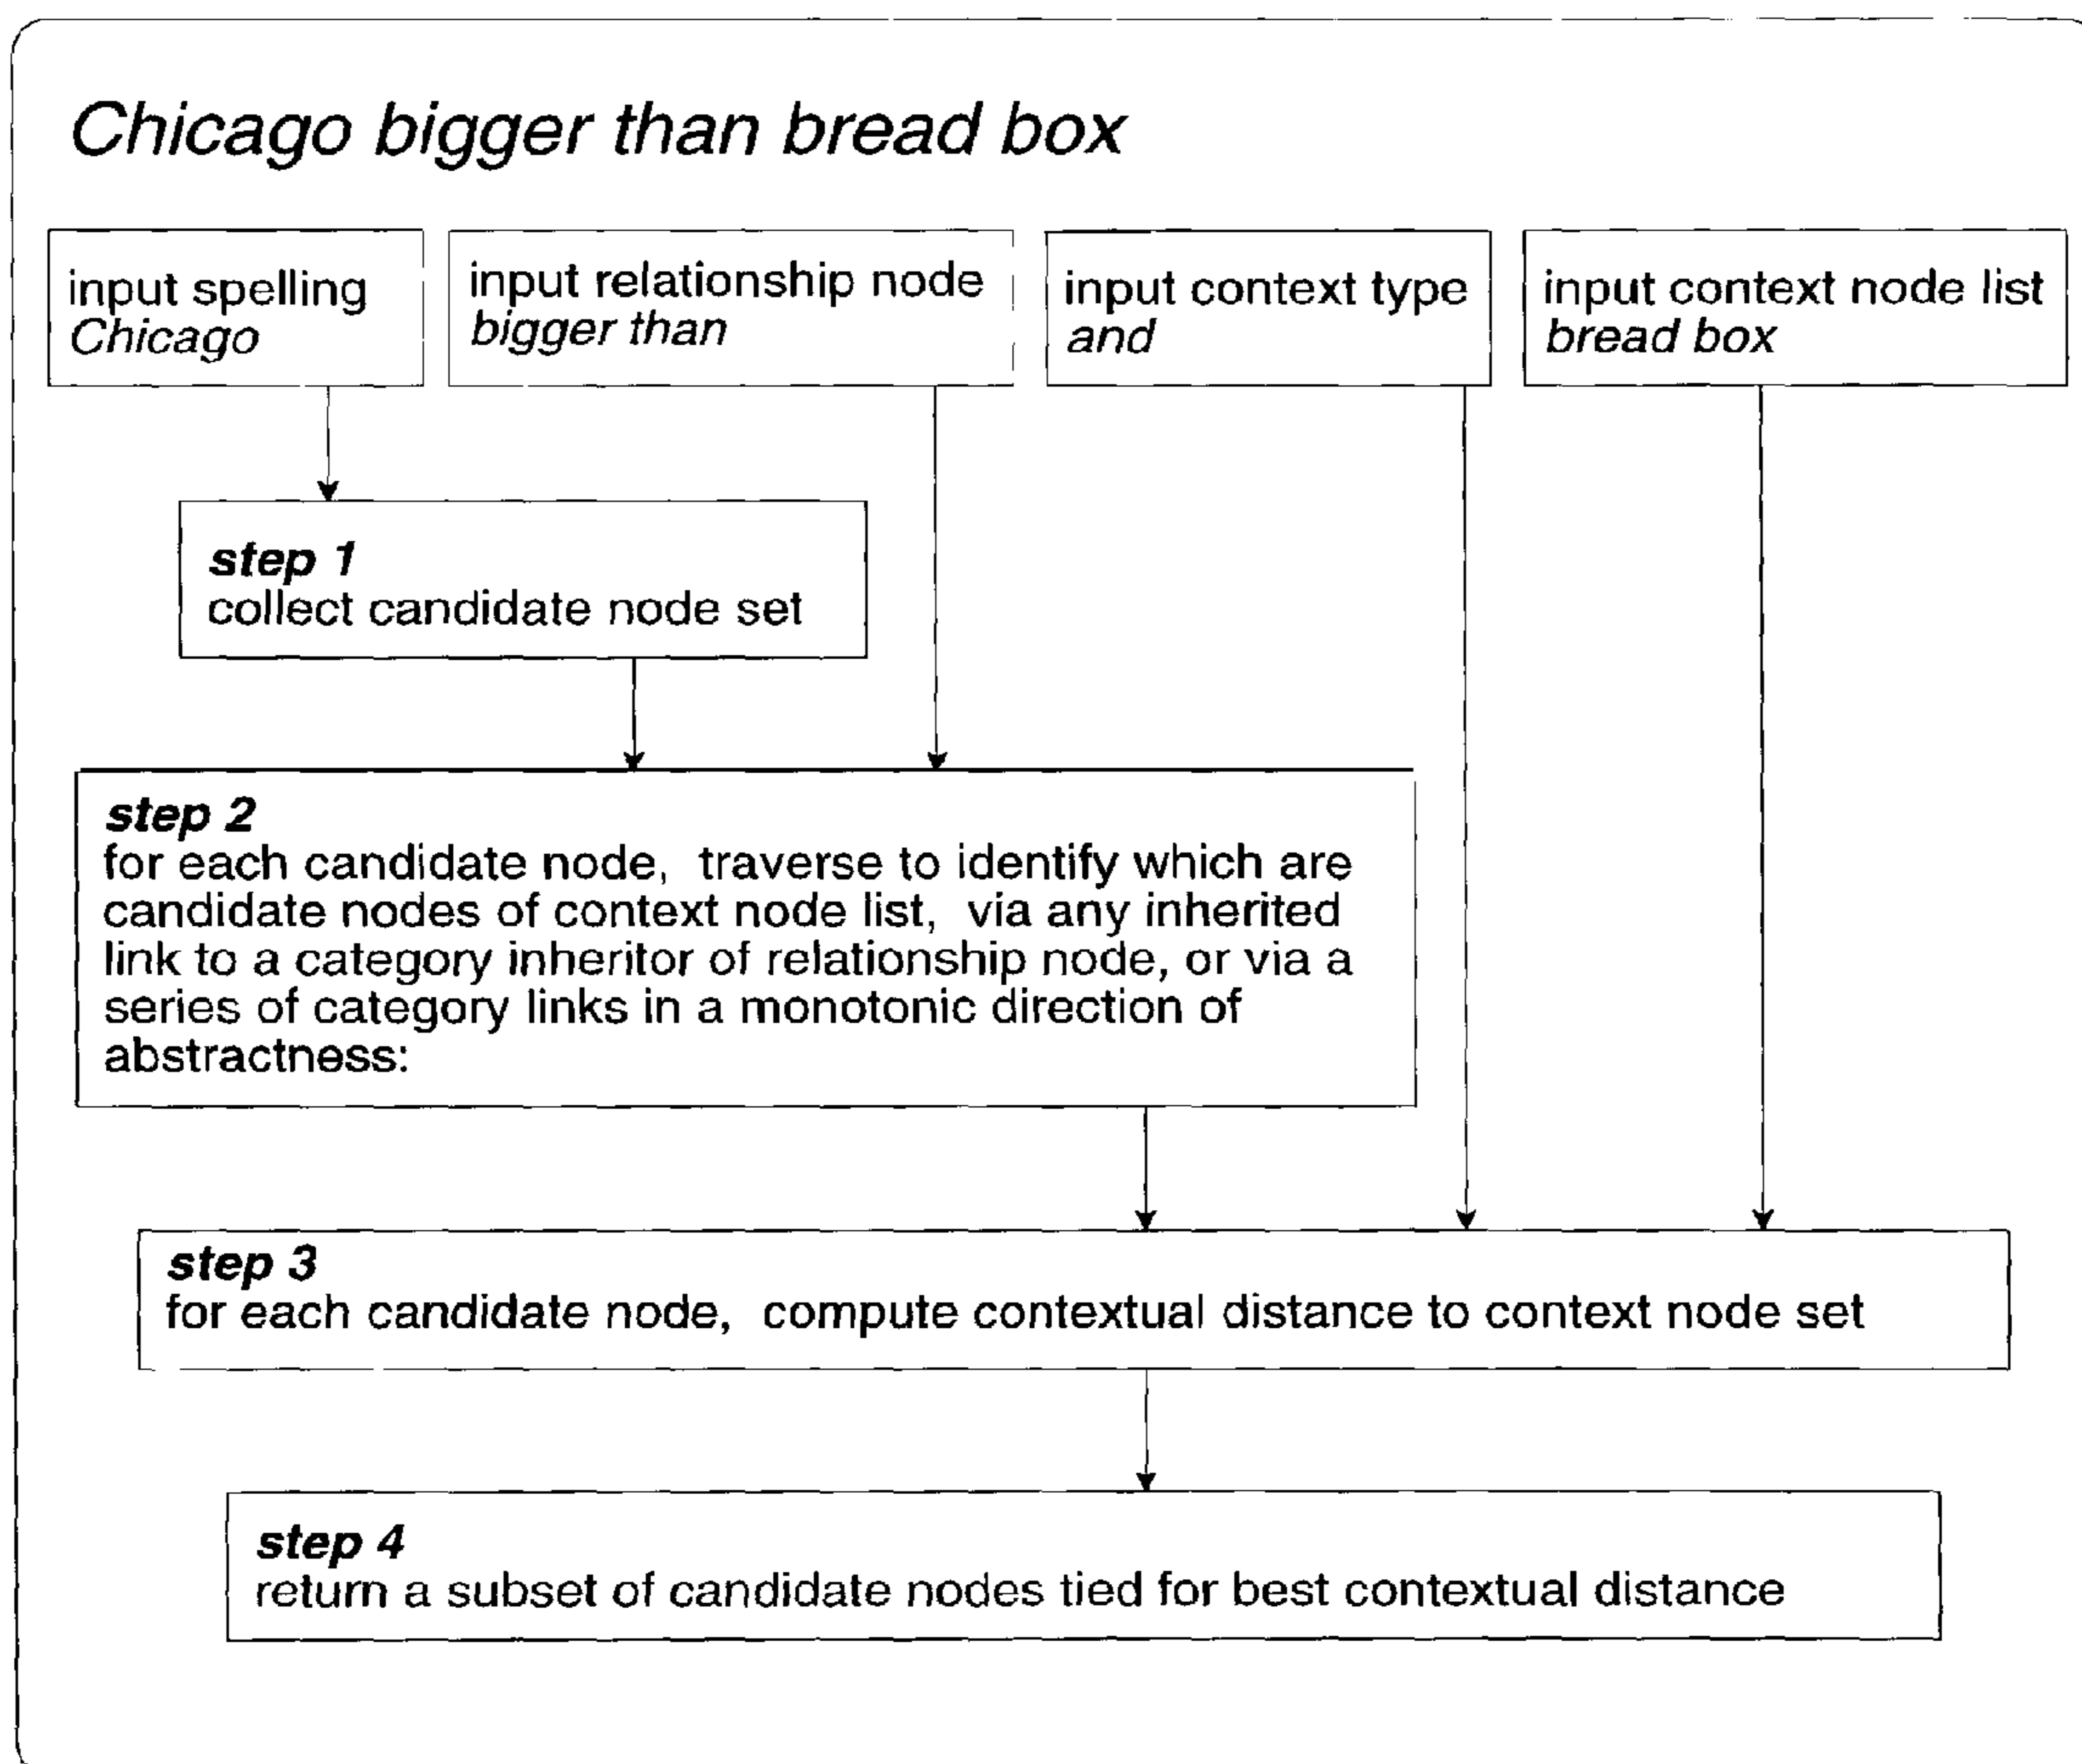 Chicago bigger than bread box
input spelling
Chicago
input relationship node
bigger than
input context type
and
input context node list
bread box
step 1
collect candidate node set
step 2
for each candidate node, traverse to identify which are
candidate nodes of context node list, via any inherited
link to a category inheritor of relationship node, or via a
series of category links in a monotonic direction of
abstractness:
step 3
for each candidate node, compute contextual distance to context node set
step 4
return a subset of candidate nodes tied for best contextual distance